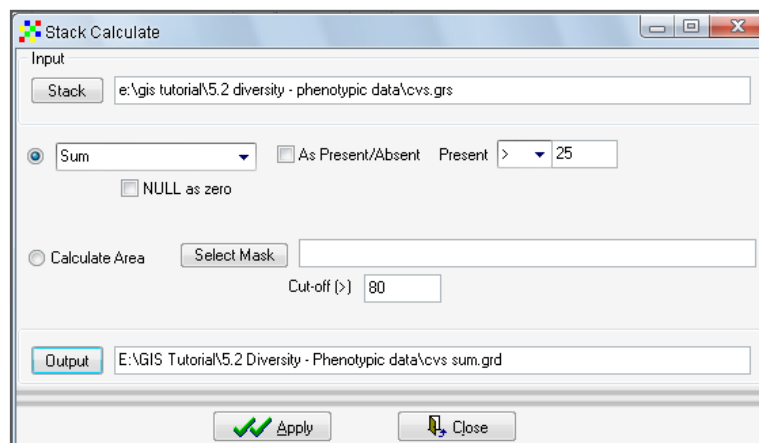 Stack Calculate
Input
Stack e:\gis tutorial\5.2 diversity - phenotypic data\cvs.grs
Sum As Present/Absent Present > 25
NULL as zero
Calculate Area Select Mask
Cut-off (>) 80
Output E:\GIS Tutorial\5.2 Diversity - Phenotypic data\cvs sum.grd
Apply Close